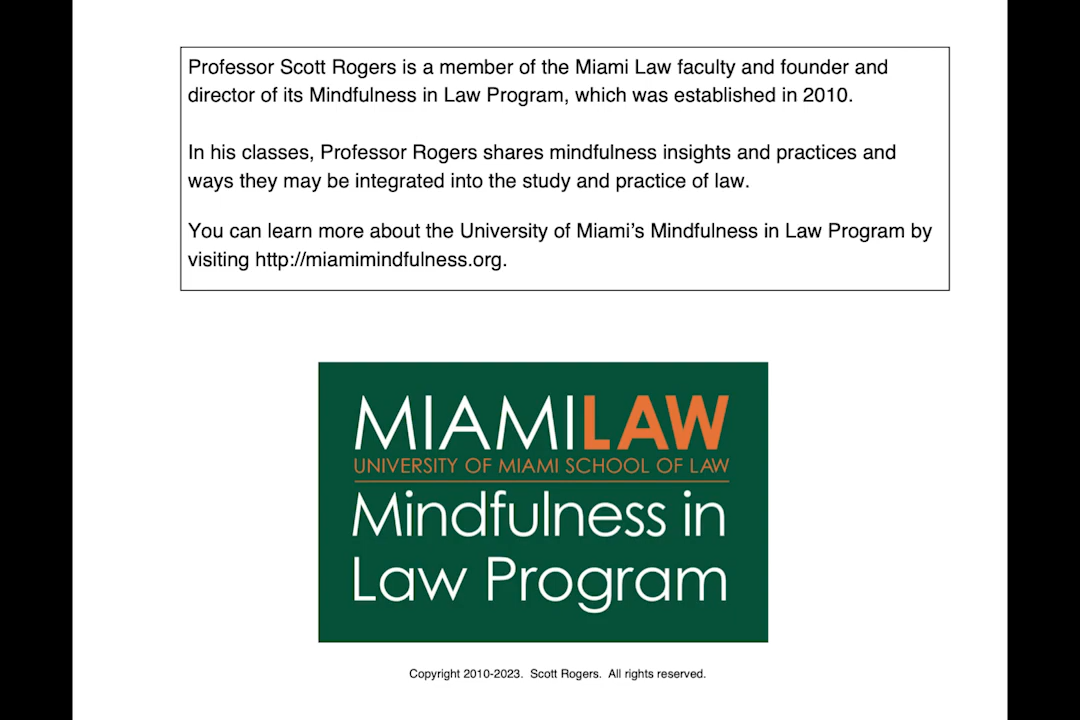 Professor Scott Rogers is a member of the Miami Law faculty and founder and
director of its Mindfulness in Law Program, which was established in 2010.
In his classes, Professor Rogers shares mindfulness insights and practices and
ways they may be integrated into the study and practice of law.
You can learn more about the University of Miami’s Mindfulness in Law Program by
visiting http://miamimindfulness.org.
MIAMILAW
UNIVERSITY OF MIAMI SCHOOL OF LAW
Mindfulness in
Law Program
Copyright 2010-2023. Scott Rogers. All rights reserved.